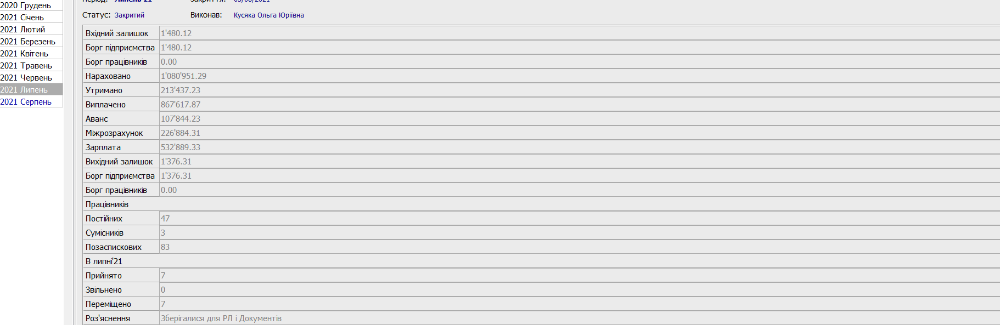 2020 Грудень
2021 Січень
2021 Лютий
2021 Березень
2021 Квітень
2021 Травень
2021 Червень
2021 Липень
2021 Серпень
Період: Липень'21 Закриття: 05/08/2021
Статус: Закритий Виконав: Кусяка Ольга Юріївна
Вхідний залишок 1'480.12
Борг підприємства 1'480.12
Борг працівників 0.00
Нараховано 1'080'951.29
Утримано 213'437.23
Виплачено 867'617.87
Аванс 107'844.23
Міжрозрахунок 226'884.31
Зарплата 532'889.33
Вихідний залишок 1'376.31
Борг підприємства 1'376.31
Борг працівників 0.00
Працівників
Постійних 47
Сумісників 3
Позаспискових 83
В липні'21
Прийнято 7
Звільнено 0
Переміщено 7
Роз'яснення Зберігалися для РЛ і Документів